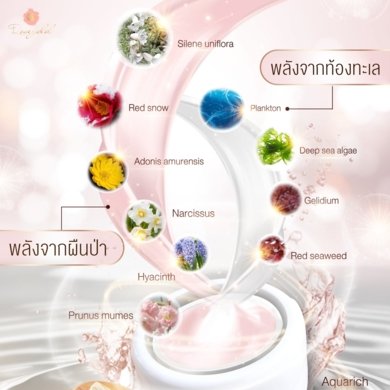 Silene uniflora
พลังจากท้องทะเล
Red snow
Plankton
Deep sea algae
Adonis amurensis
Gelidium
Narcissus
พลังจากผืนป่า
Red seaweed
Hyacinth
Prunus mumes
Aquarich